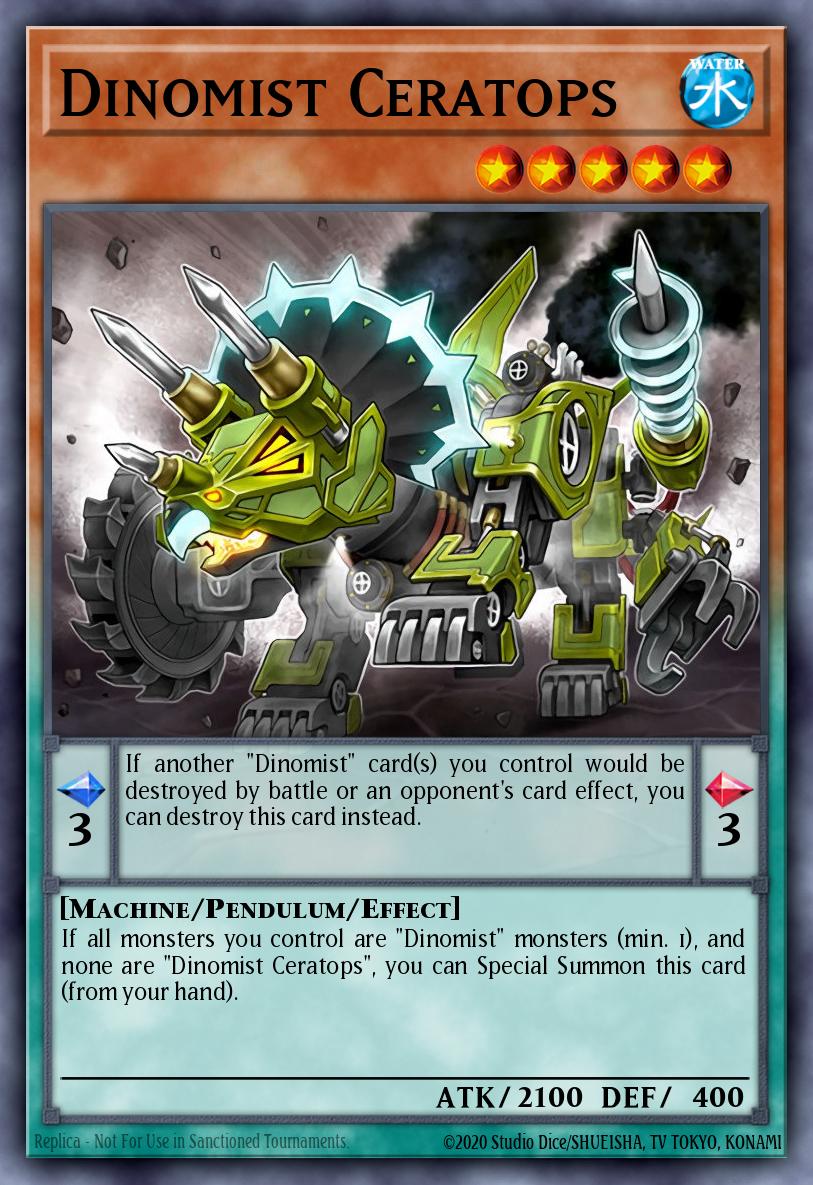 Dinomist Ceratops
WATER
水
If another "Dinomist" card(s) you control would be
destroyed by battle or an opponent's card effect, you
can destroy this card instead.
3
3
[Machine/Pendulum/Effect]
If all monsters you control are "Dinomist" monsters (min. 1), and
none are "Dinomist Ceratops", you can Special Summon this card
(from your hand).
ATK/ 2100 DEF/ 400
Replica - Not For Use in Sanctioned Tournaments.
©2020 Studio Dice/SHUEISHA, TV TOKYO, KONAMI